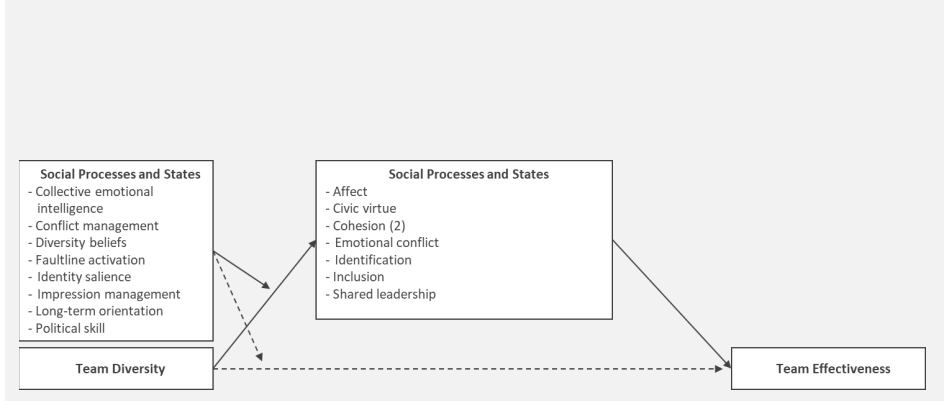 Social Processes and States
- Collective emotional
intelligence
- Conflict management
- Diversity beliefs
- Faultline activation
- Identity salience
- Impression management
- Long-term orientation
- Political skill
Social Processes and States
- Affect
- Civic virtue
- Cohesion (2)
- Emotional conflict
- Identification
- Inclusion
- Shared leadership
Team Diversity
Team Effectiveness